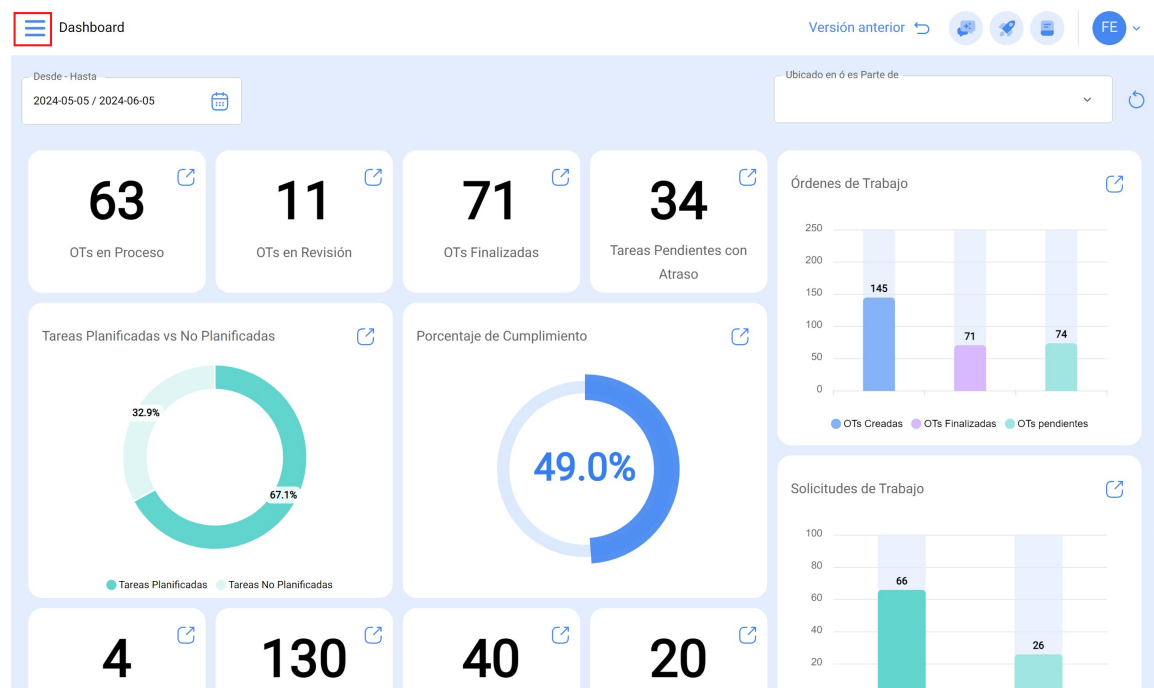 Dashboard
Versión anterior
FE
Desde - Hasta
2024-05-05 / 2024-06-05
Ubicado en ó es Parte de
63
OTs en Proceso
11
OTs en Revisión
71
OTs Finalizadas
34
Tareas Pendientes con
Atraso
Órdenes de Trabajo
250
200
150
100
50
0
145
71
74
OTs Creadas
OTs Finalizadas
OTs pendientes
Tareas Planificadas vs No Planificadas
32.9%
67.1%
Tareas Planificadas
Tareas No Planificadas
Porcentaje de Cumplimiento
49.0%
Solicitudes de Trabajo
100
80
60
40
20
66
26
4
130
40
20